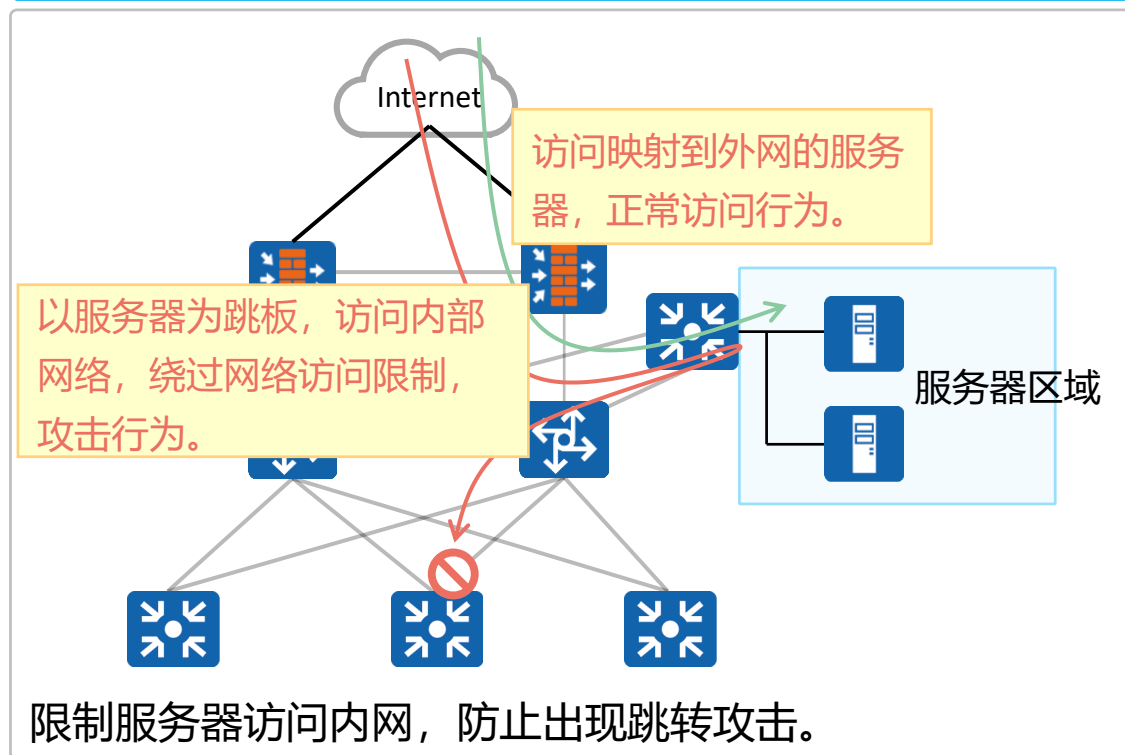 Internet
访问映射到外网的服务
器，正常访问行为。
以服务器为跳板，访问内部
网络，绕过网络访问限制，
攻击行为。
服务器区域
限制服务器访问内网，防止出现跳转攻击。